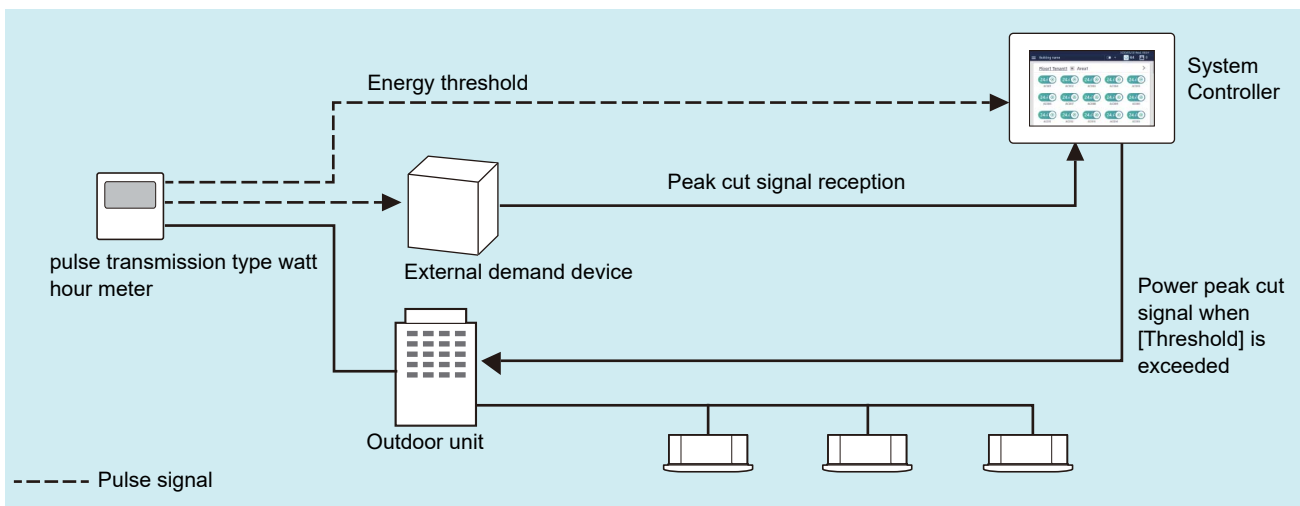 Energy threshold
System
Controller
Peak cut signal reception
pulse transmission type watt
hour meter
External demand device
Power peak cut
signal when
[Threshold] is
exceeded
Outdoor unit
Pulse signal